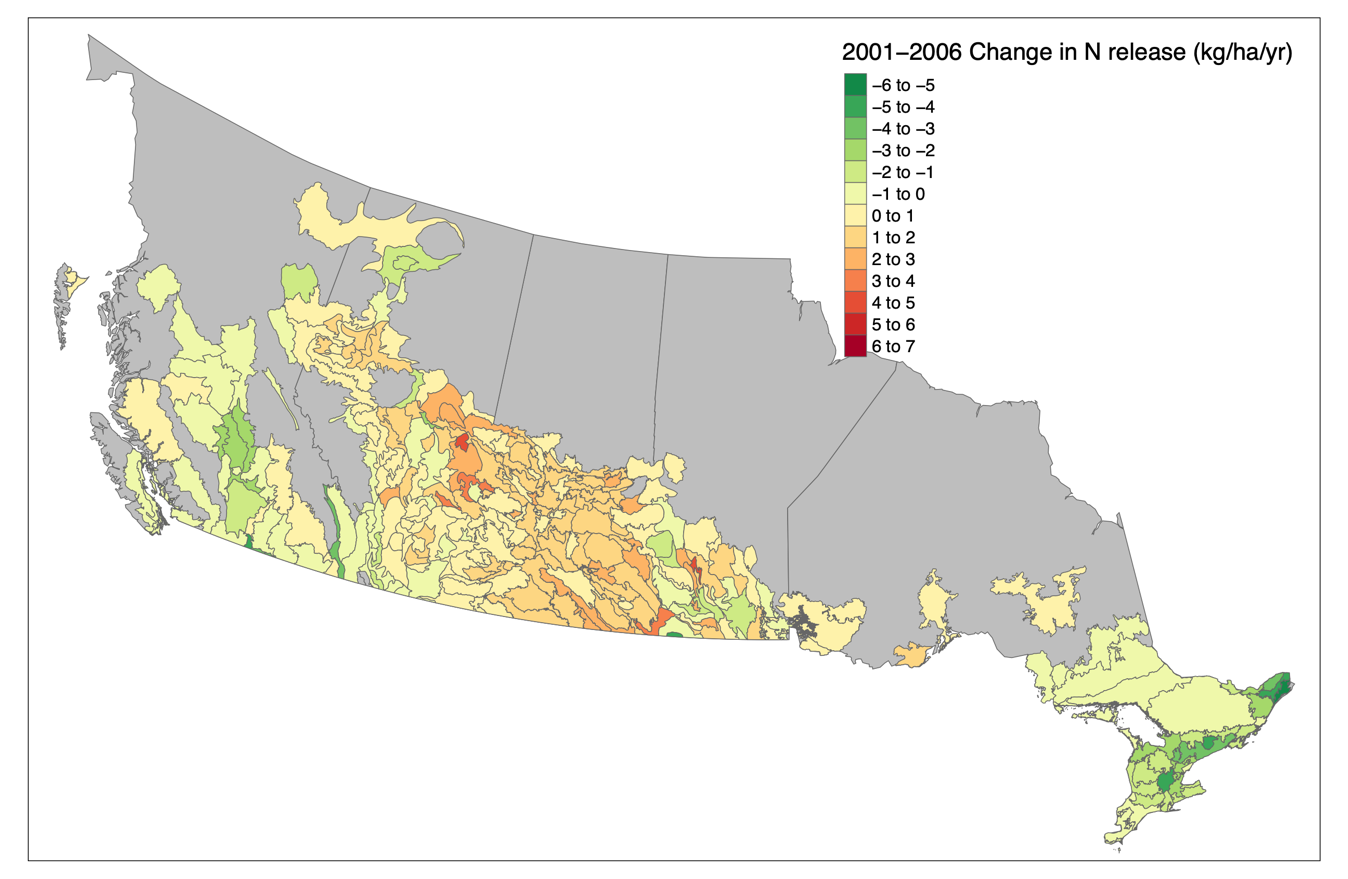 2001−2006 Change in N release (kg/ha/yr)
−6 to −5
−5 to −4
−4 to −3
−3 to −2
−2 to −1
−1 to 0
0 to 1
1 to 2
2 to 3
3 to 4
4 to 5
5 to 6
6 to 7